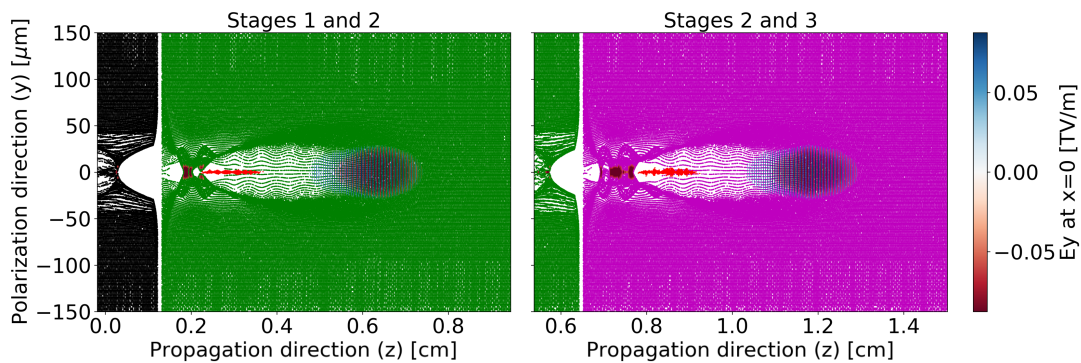 Stages 1 and 2
Stages 2 and 3
Polarization direction (y) [μm]
150
100
50
0
−50
−100
−150
0.0 0.2 0.4 0.6 0.8
0.6 0.8 1.0 1.2 1.4
Propagation direction (z) [cm]
Propagation direction (z) [cm]
0.05
0.00
−0.05
Ey at x=0 [TV/m]